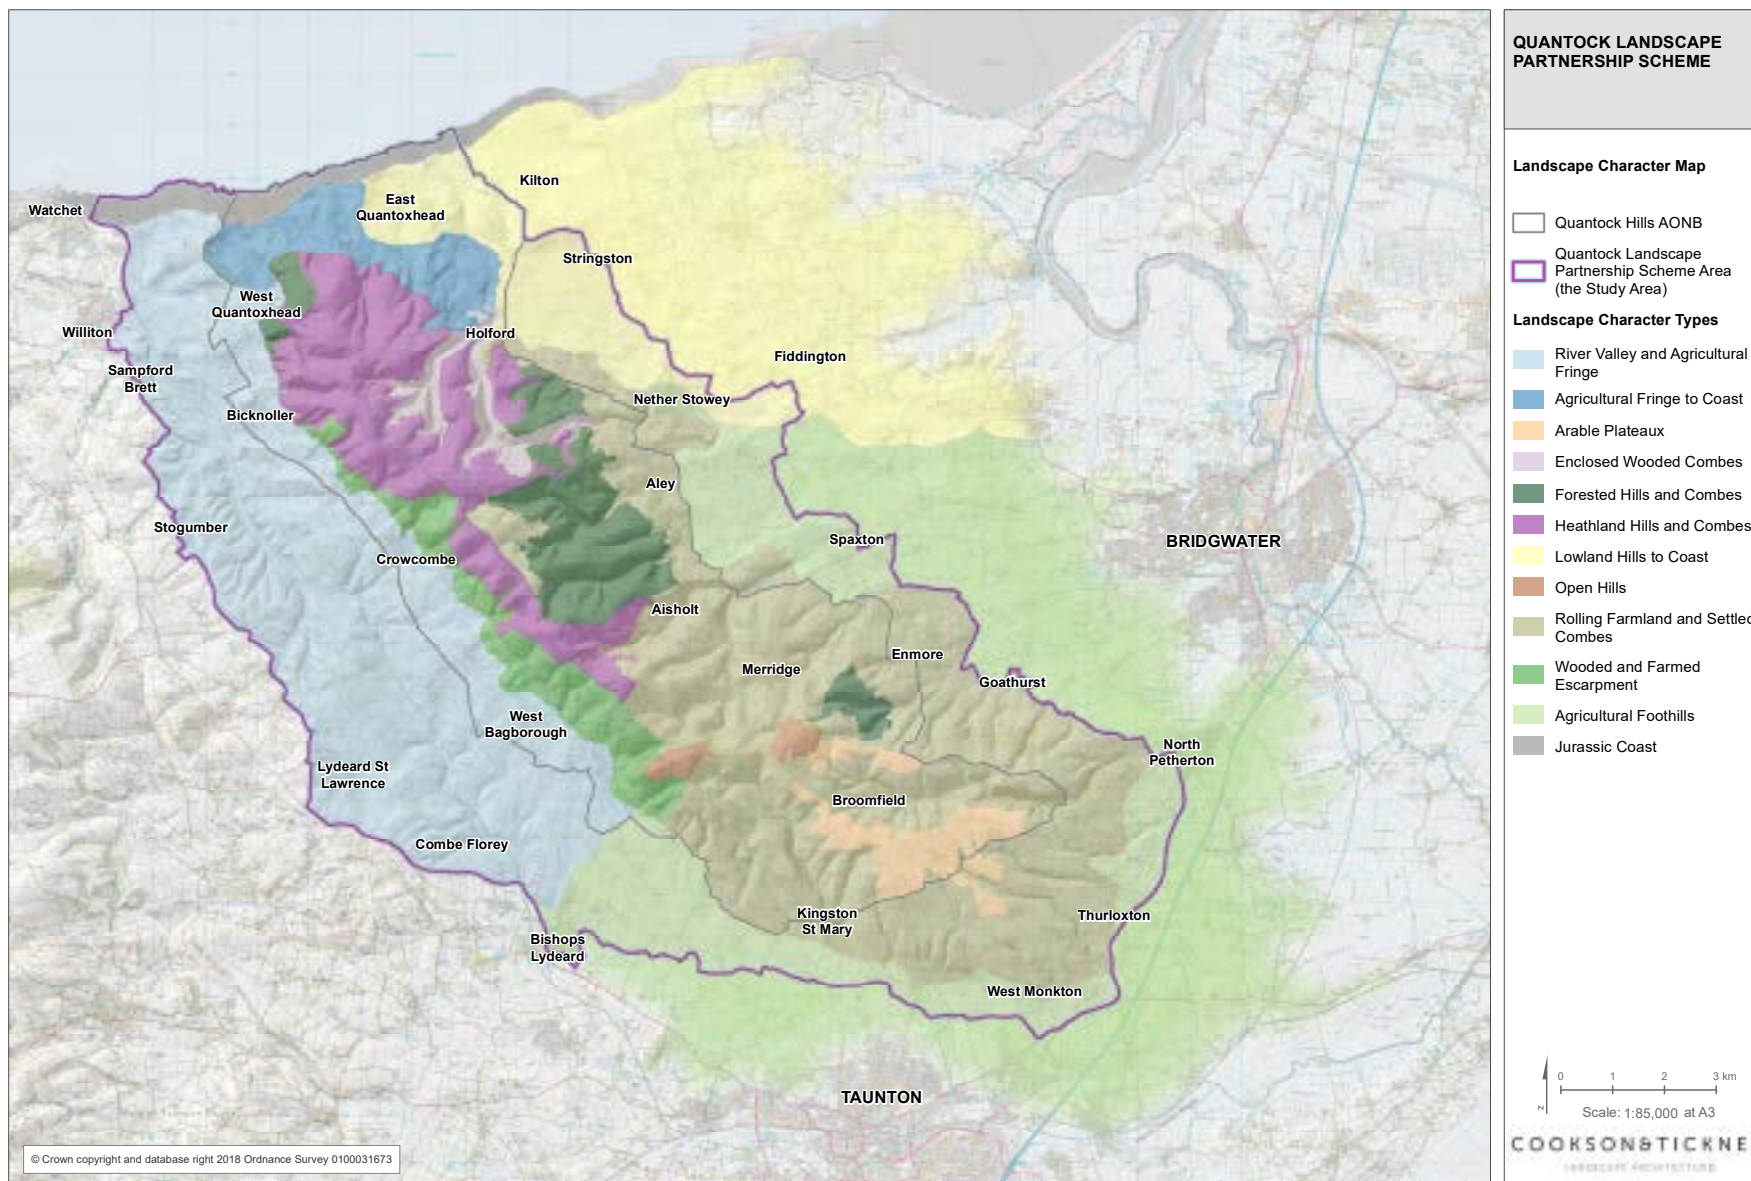 QUANTOCK LANDSCAPE
PARTNERSHIP SCHEME
Landscape Character Map
Quantock Hills AONB
Quantock Landscape
Partnership Scheme Area
(the Study Area)
Landscape Character Types
River Valley and Agricultural
Fringe
Agricultural Fringe to Coast
Arable Plateaux
Enclosed Wooded Combes
Forested Hills and Combes
Heathland Hills and Combes
Lowland Hills to Coast
Open Hills
Rolling Farmland and Settled
Combes
Wooded and Farmed
Escarpment
Agricultural Foothills
Jurassic Coast
0 1 2 3 km
Scale: 1:85,000 at A3
z
COOKSON&TICKNE
LANDSCAPE ARCHITECTURE
Kilton
East
Quantoxhead
Watchet
Stringston
West
Quantoxhead
Williton
Holford
Fiddington
Sampford
Brett
Nether Stowey
Bicknoller
Aley
Stogumber
Spaxton
BRIDGWATER
Crowcombe
Aisholt
Enmore
Merridge
Goathurst
West
Bagborough
North
Petherton
Lydeard St
Lawrence
Broomfield
Combe Florey
Kingston
St Mary
Thurloxton
Bishops
Lydeard
West Monkton
TAUNTON
© Crown copyright and database right 2018 Ordnance Survey 0100031673